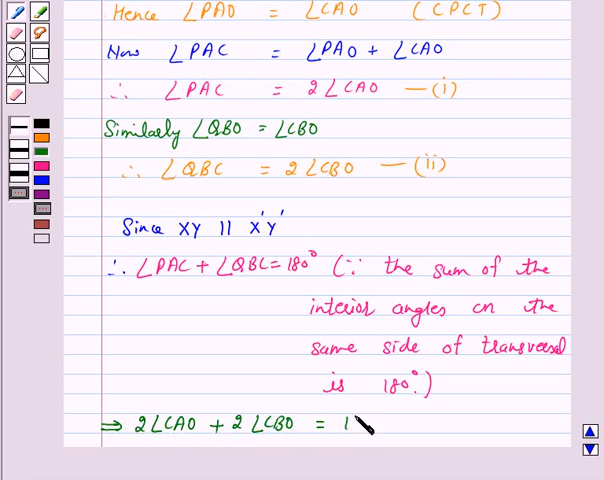 Hence ∠PAO = ∠CAO (CPCT)
Now ∠PAC = ∠PAO + ∠CAO
∴ ∠PAC = 2∠CAO —(i)
Similarly ∠QBO = ∠CBO
∴ ∠QBC = 2∠CBO —(ii)
Since XY || X'Y'
∴ ∠PAC + ∠QBC = 180° (∵ the sum of the
interior angles on the
same side of transversal
is 180°.)
⇒ 2∠CAO + 2∠CBO = 1